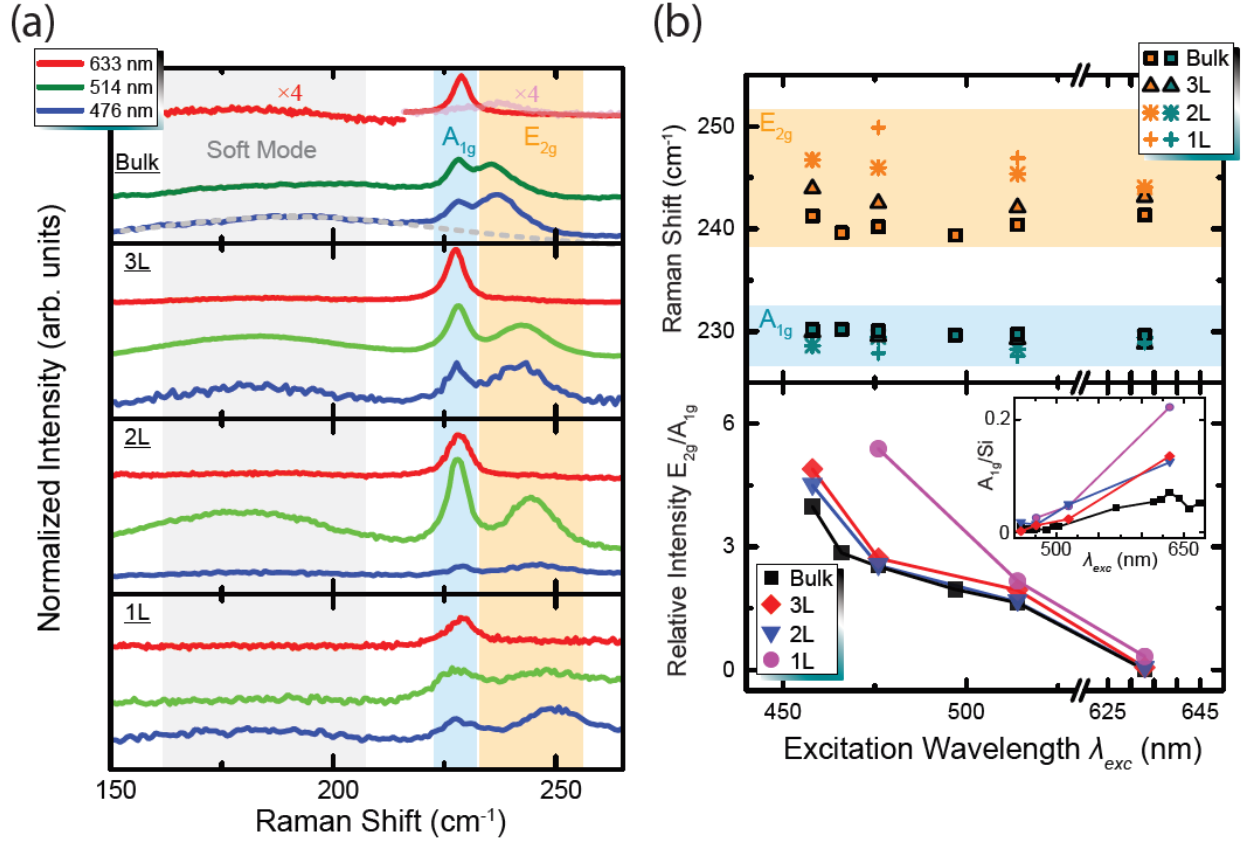 (a)
633 nm
514 nm
476 nm
×4
×4
Soft Mode
A1g
E2g
Bulk
3L
2L
1L
Normalized Intensity (arb. units)
150
200
250
Raman Shift (cm-1)
(b)
Bulk
3L
2L
1L
E2g
A1g
250
240
230
Raman Shift (cm-1)
6
3
0
Relative Intensity E2g/A1g
Bulk
3L
2L
1L
0.2
0
A1g/Si
500
650
λexc (nm)
450
500
625
645
Excitation Wavelength λexc (nm)